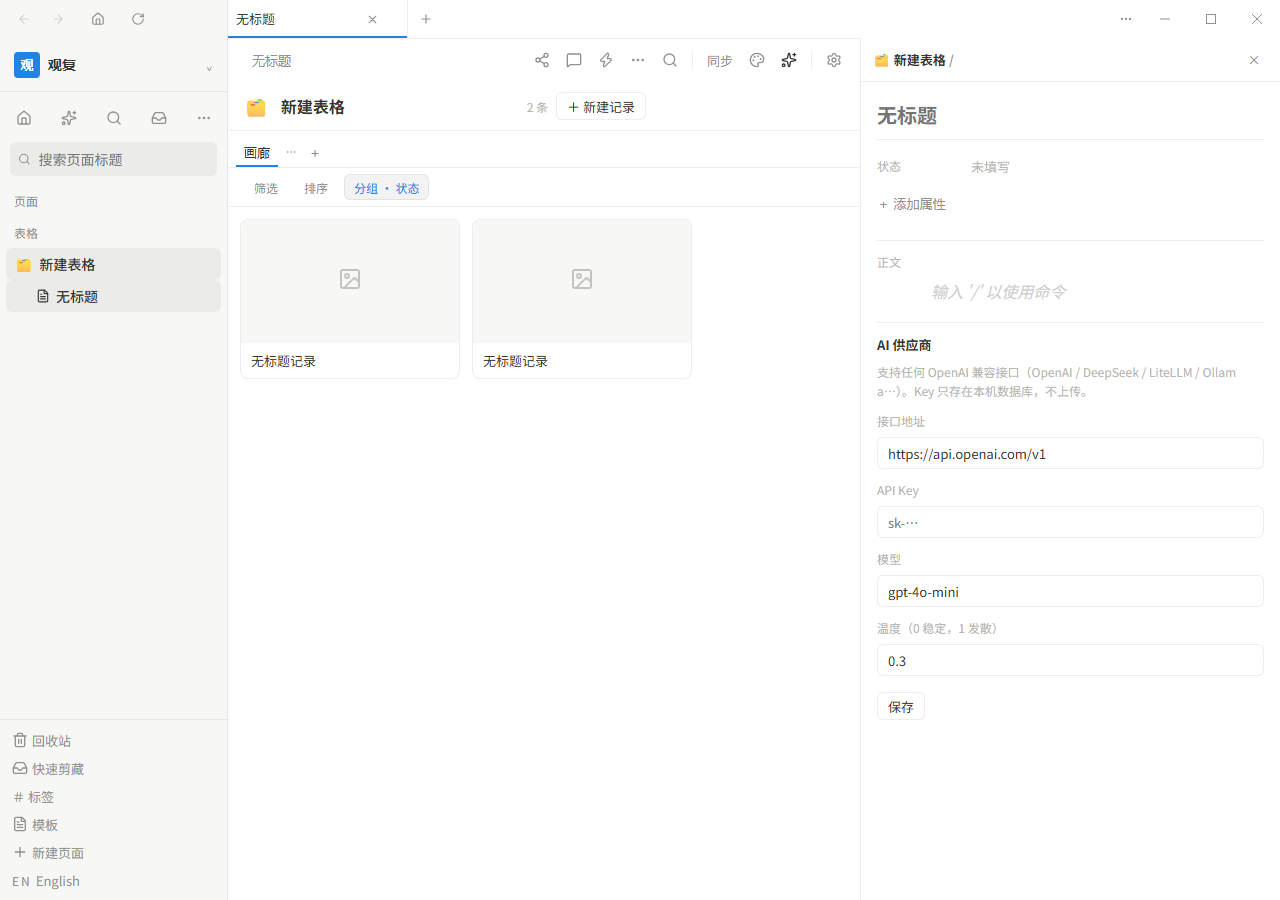 无标题
观 观复
搜索页面标题
页面
表格
新建表格
无标题
回收站
快速剪藏
# 标签
模板
新建页面
EN English
无标题
同步
新建表格
2 条
新建记录
画廊
筛选
排序
分组 · 状态
无标题记录
无标题记录
新建表格 /
无标题
状态 未填写
+ 添加属性
正文
输入 '/' 以使用命令
AI 供应商
支持任何 OpenAI 兼容接口（OpenAI / DeepSeek / LiteLLM / Ollam
a…）。Key 只存在本机数据库，不上传。
接口地址
https://api.openai.com/v1
API Key
sk-…
模型
gpt-4o-mini
温度（0 稳定，1 发散）
0.3
保存